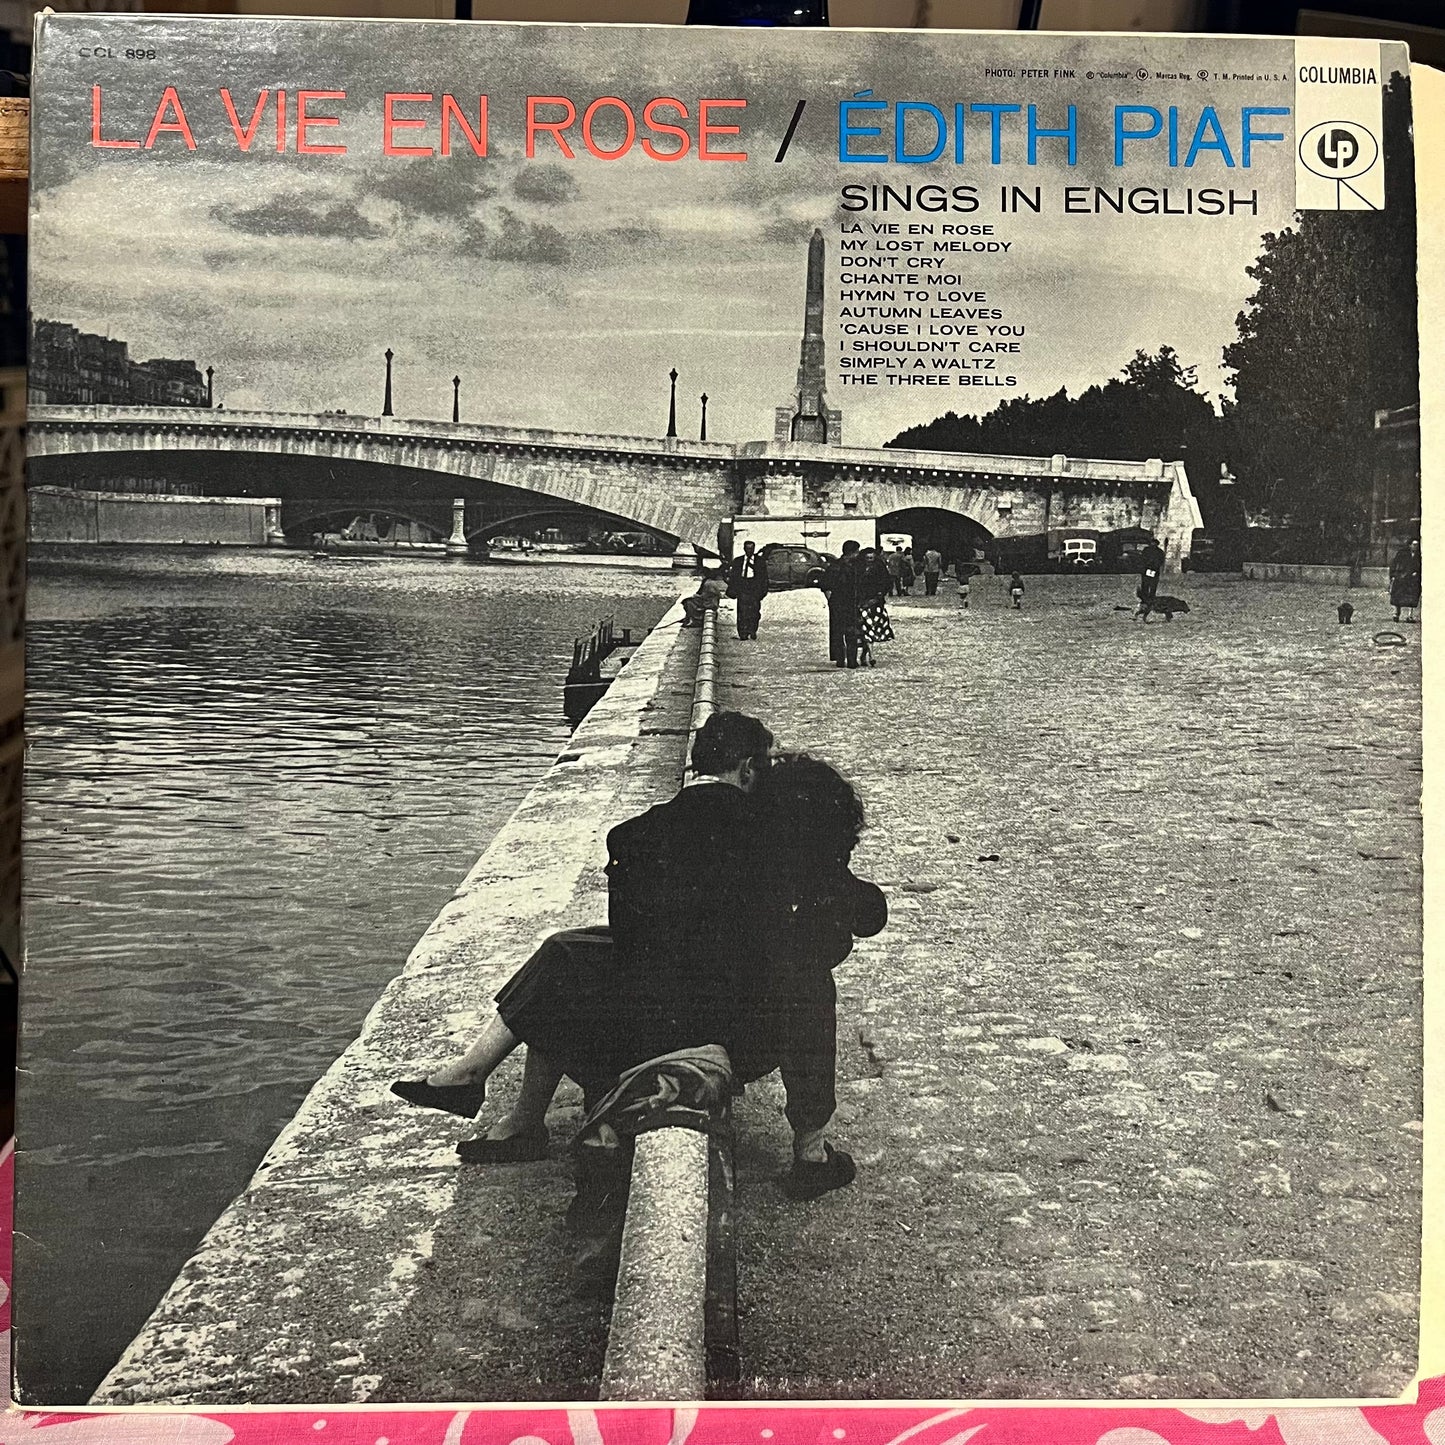 CCL 898
PHOTO: PETER FINK ® "Columbia", LP, Marcas Reg. ® T. M. Printed in U. S. A.
COLUMBIA
LP
LA VIE EN ROSE / ÉDITH PIAF
SINGS IN ENGLISH
LA VIE EN ROSE
MY LOST MELODY
DON'T CRY
CHANTE MOI
HYMN TO LOVE
AUTUMN LEAVES
'CAUSE I LOVE YOU
I SHOULDN'T CARE
SIMPLY A WALTZ
THE THREE BELLS